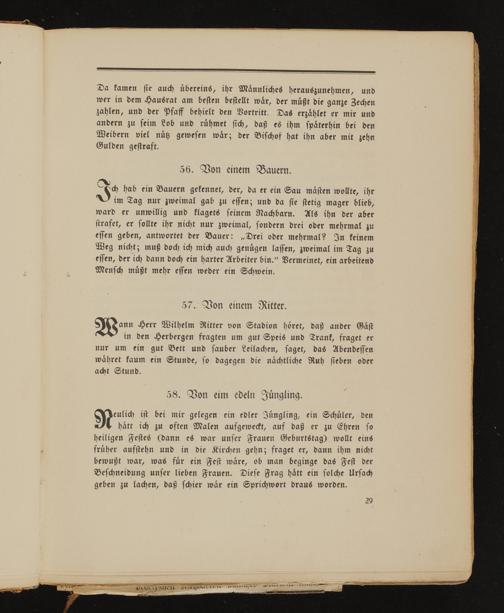 Da kamen sie auch übereins, ihr Männliches herauszunehmen, und
wer in dem Hausrat am besten bestellt wär, der müßt die ganze Zechen
zahlen, und der Pfaff behielt den Vortritt. Das erzählet er mir und
andern zu seim Lob und rühmet sich, daß es ihm späterhin bei den
Weibern viel nütz gewesen wär; der Bischof hat ihn aber mit zehn
Gulden gestraft.
56. Von einem Bauern.
Ich hab ein Bauern gekennet, der, da er ein Sau mästen wollte, ihr
im Tag nur zweimal gab zu essen; und da sie stetig mager blieb,
ward er unwillig und klagets seinem Nachbarn. Als ihn der aber
strafet, er sollte ihr nicht nur zweimal, sondern drei oder mehrmal zu
essen geben, antwortet der Bauer: „Drei oder mehrmal? In keinem
Weg nicht; muß doch ich mich auch genügen lassen, zweimal im Tag zu
essen, der ich dann doch ein harter Arbeiter bin.“ Vermeinet, ein arbeitend
Mensch müßt mehr essen weder ein Schwein.
57. Von einem Ritter.
Wann Herr Wilhelm Ritter von Stadion höret, daß ander Gäst
in den Herbergen fragten um gut Speis und Trank, fraget er
nur um ein gut Bett und sauber Leilachen, saget, das Abendessen
währet kaum ein Stunde, so dagegen die nächtliche Ruh sieben oder
acht Stund.
58. Von eim edeln Jüngling.
Neulich ist bei mir gelegen ein edler Jüngling, ein Schüler, den
hätt ich zu often Malen aufgeweckt, auf daß er zu Ehren so
heiligen Festes (dann es war unser Frauen Geburtstag) wollt eins
früher aufstehn und in die Kirchen gehn; fraget er, dann ihm nicht
bewußt war, was für ein Fest wäre, ob man beginge das Fest der
Beschneidung unser lieben Frauen. Diese Frag hätt ein solche Ursach
geben zu lachen, daß schier wär ein Sprichwort draus worden.
29